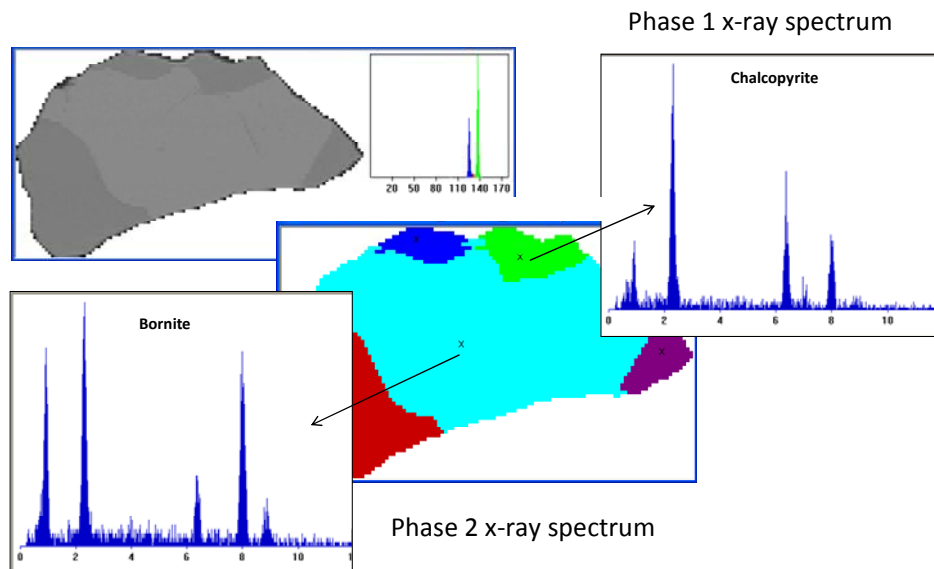 Phase 1 x-ray spectrum
Chalcopyrite
20 50 80 110 140 170
x
x
0 2 4 6 8 10
x
x
Bornite
0 2 4 6 8 10
Phase 2 x-ray spectrum